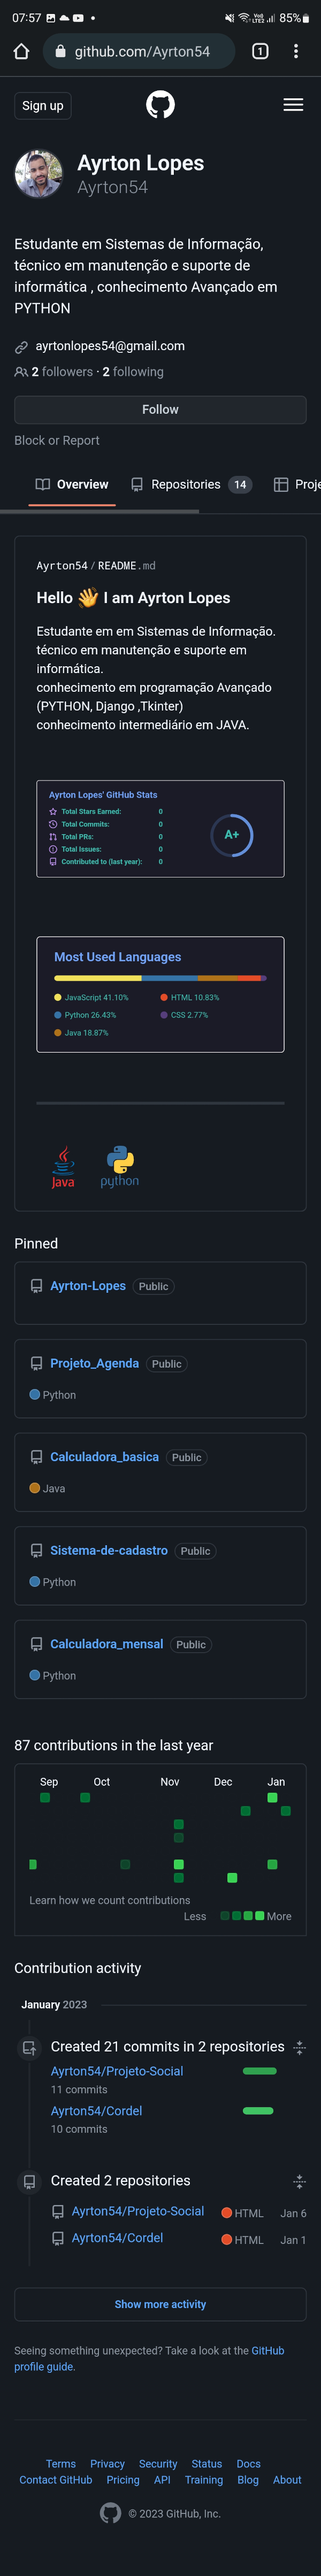 07:57
VoD
LTE2
85%
github.com/Ayrton54
1
Sign up
Ayrton Lopes
Ayrton54
Estudante em Sistemas de Informação,
técnico em manutenção e suporte de
informática , conhecimento Avançado em
PYTHON
ayrtonlopes54@gmail.com
2 followers · 2 following
Follow
Block or Report
Overview Repositories 14 Proje
Ayrton54 / README.md
Hello 👋 I am Ayrton Lopes
Estudante em em Sistemas de Informação.
técnico em manutenção e suporte em
informática.
conhecimento em programação Avançado
(PYTHON, Django ,Tkinter)
conhecimento intermediário em JAVA.
Ayrton Lopes' GitHub Stats
Total Stars Earned: 0
Total Commits: 0
Total PRs: 0
Total Issues: 0
Contributed to (last year): 0
A+
Most Used Languages
JavaScript 41.10% HTML 10.83%
Python 26.43% CSS 2.77%
Java 18.87%
Java python
Pinned
Ayrton-Lopes Public
Projeto_Agenda Public
Python
Calculadora_basica Public
Java
Sistema-de-cadastro Public
Python
Calculadora_mensal Public
Python
87 contributions in the last year
Sep Oct Nov Dec Jan
Learn how we count contributions
Less More
Contribution activity
January 2023
Created 21 commits in 2 repositories
Ayrton54/Projeto-Social
11 commits
Ayrton54/Cordel
10 commits
Created 2 repositories
Ayrton54/Projeto-Social HTML Jan 6
Ayrton54/Cordel HTML Jan 1
Show more activity
Seeing something unexpected? Take a look at the GitHub
profile guide.
Terms Privacy Security Status Docs
Contact GitHub Pricing API Training Blog About
© 2023 GitHub, Inc.